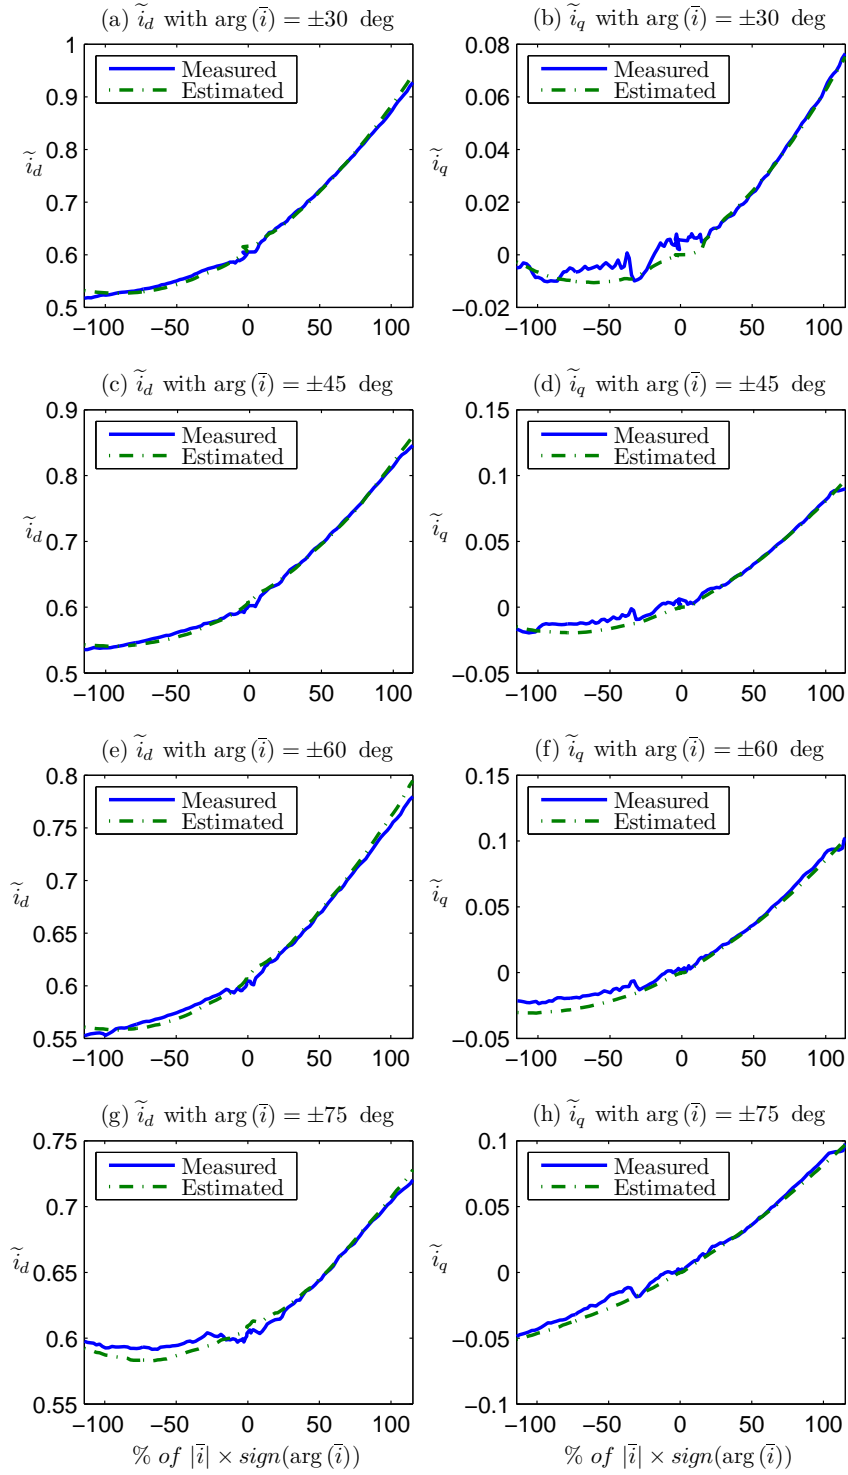 (a) ĩ_d with arg (i̅) = ±30 deg
1
0.9
0.8
0.7
0.6
0.5
ĩ_d
Measured
Estimated
−100 −50 0 50 100
(b) ĩ_q with arg (i̅) = ±30 deg
0.08
0.06
0.04
0.02
0
−0.02
ĩ_q
Measured
Estimated
−100 −50 0 50 100
(c) ĩ_d with arg (i̅) = ±45 deg
0.9
0.8
0.7
0.6
0.5
ĩ_d
Measured
Estimated
−100 −50 0 50 100
(d) ĩ_q with arg (i̅) = ±45 deg
0.15
0.1
0.05
0
−0.05
ĩ_q
Measured
Estimated
−100 −50 0 50 100
(e) ĩ_d with arg (i̅) = ±60 deg
0.8
0.75
0.7
0.65
0.6
0.55
ĩ_d
Measured
Estimated
−100 −50 0 50 100
(f) ĩ_q with arg (i̅) = ±60 deg
0.15
0.1
0.05
0
−0.05
ĩ_q
Measured
Estimated
−100 −50 0 50 100
(g) ĩ_d with arg (i̅) = ±75 deg
0.75
0.7
0.65
0.6
0.55
ĩ_d
Measured
Estimated
−100 −50 0 50 100
% of |i̅| × sign(arg (i̅))
(h) ĩ_q with arg (i̅) = ±75 deg
0.1
0.05
0
−0.05
−0.1
ĩ_q
Measured
Estimated
−100 −50 0 50 100
% of |i̅| × sign(arg (i̅))